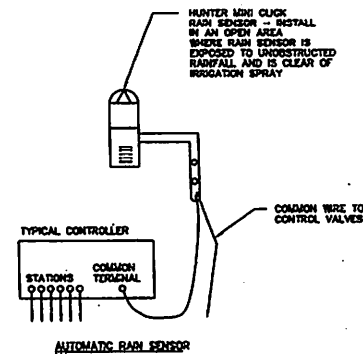 HUNTER MINI CLICK
RAIN SENSOR - INSTALL
IN AN OPEN AREA
WHERE RAIN SENSOR IS
EXPOSED TO UNOBSTRUCTED
RAINFALL AND IS CLEAR OF
IRRIGATION SPRAY
COMMON WIRE TO
CONTROL VALVES
TYPICAL CONTROLLER
STATIONS
COMMON
TERMINAL
AUTOMATIC RAIN SENSOR